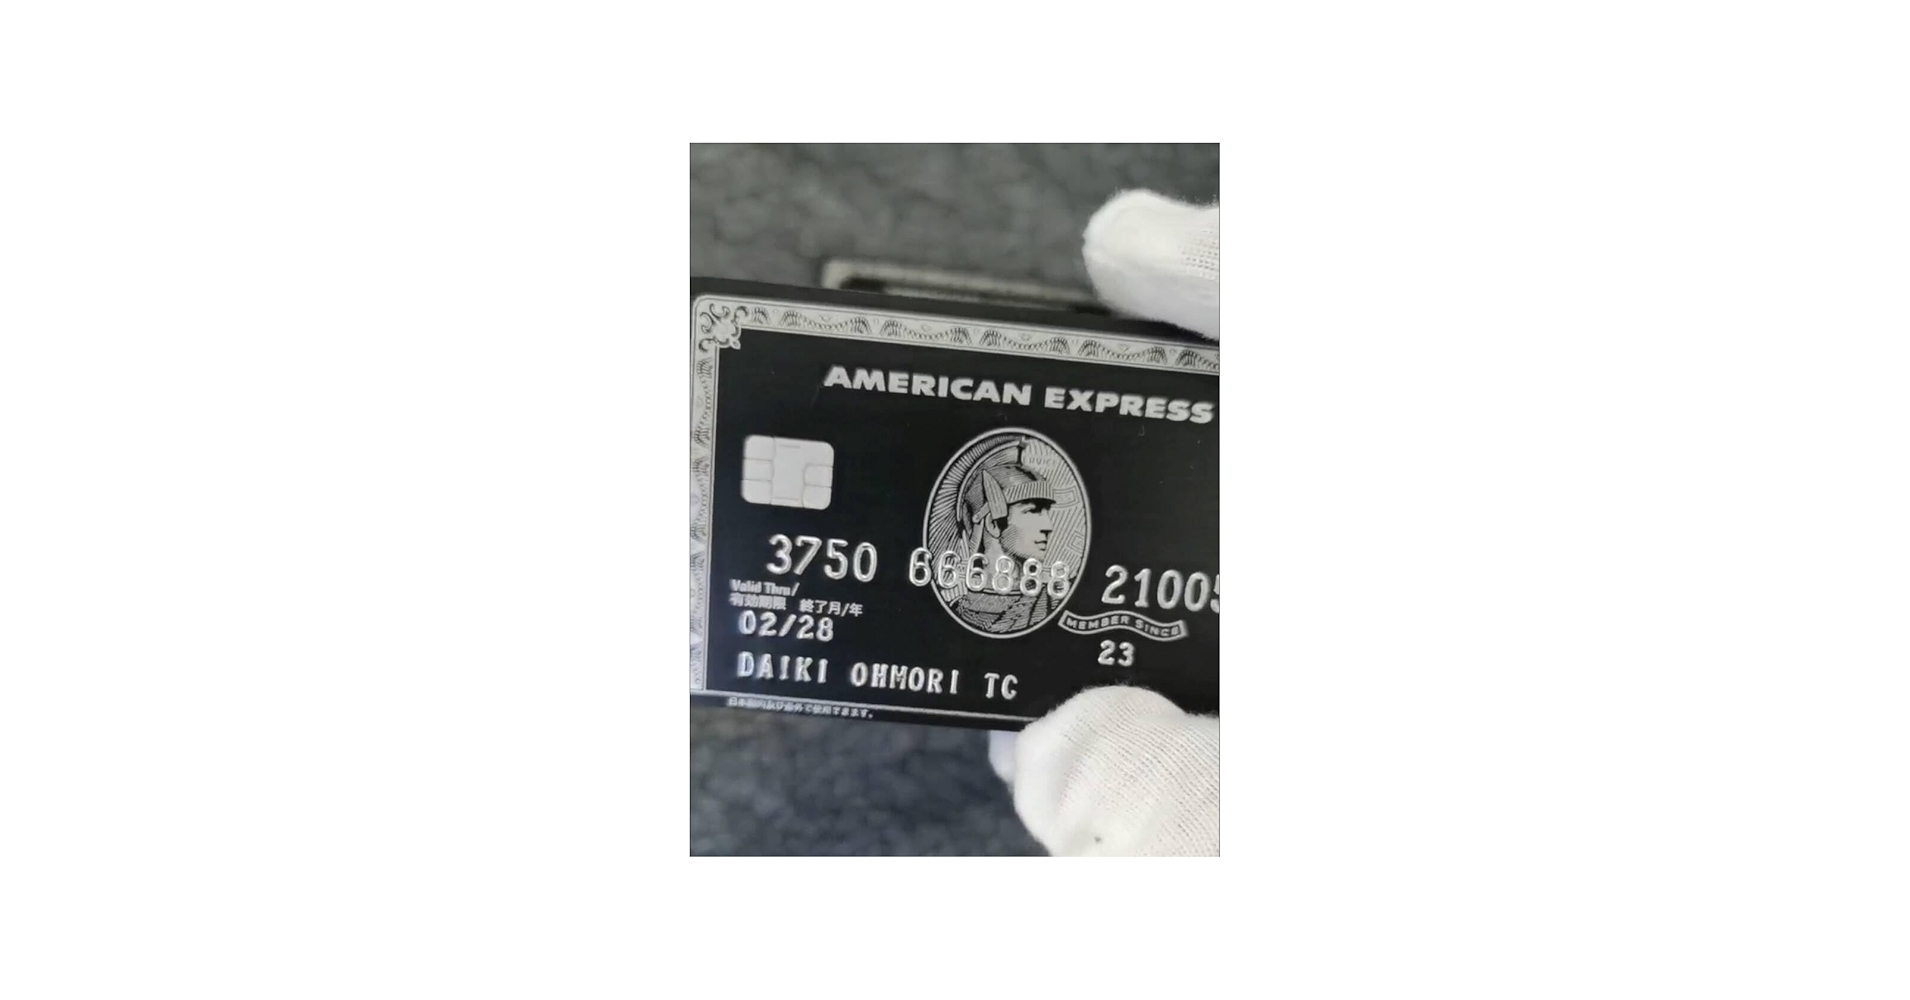 AMERICAN EXPRESS
3750 666888
Valid Thru/
有効期限 終了月/年
02/28
MEMBER SINCE
23
DAIKI OHMORI TC